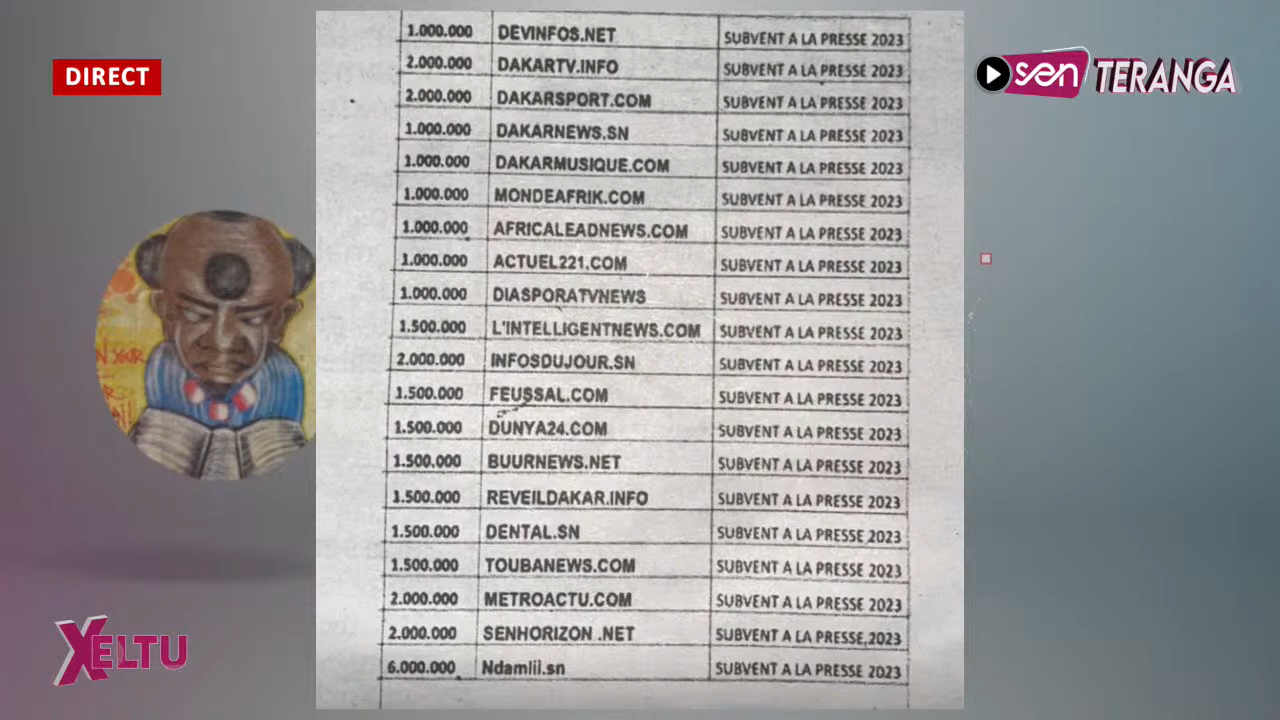 DIRECT
sen TERANGA
1.000.000 DEVINFOS.NET SUBVENT A LA PRESSE 2023
2.000.000 DAKARTV.INFO SUBVENT A LA PRESSE 2023
2.000.000 DAKARSPORT.COM SUBVENT A LA PRESSE 2023
1.000.000 DAKARNEWS.SN SUBVENT A LA PRESSE 2023
1.000.000 DAKARMUSIQUE.COM SUBVENT A LA PRESSE 2023
1.000.000 MONDEAFRIK.COM SUBVENT A LA PRESSE 2023
1.000.000 AFRICALEADNEWS.COM SUBVENT A LA PRESSE 2023
1.000.000 ACTUEL221.COM SUBVENT A LA PRESSE 2023
1.000.000 DIASPORATVNEWS SUBVENT A LA PRESSE 2023
1.500.000 L'INTELLIGENTNEWS.COM SUBVENT A LA PRESSE 2023
2.000.000 INFOSDUJOUR.SN SUBVENT A LA PRESSE 2023
1.500.000 FEUSSAL.COM SUBVENT A LA PRESSE 2023
1.500.000 DUNYA24.COM SUBVENT A LA PRESSE 2023
1.500.000 BUURNEWS.NET SUBVENT A LA PRESSE 2023
1.500.000 REVEILDAKAR.INFO SUBVENT A LA PRESSE 2023
1.500.000 DENTAL.SN SUBVENT A LA PRESSE 2023
1.500.000 TOUBANEWS.COM SUBVENT A LA PRESSE 2023
2.000.000 METROACTU.COM SUBVENT A LA PRESSE 2023
2.000.000 SENHORIZON .NET SUBVENT A LA PRESSE 2023
6.000.000 Ndamlii.sn SUBVENT A LA PRESSE 2023
XELTU